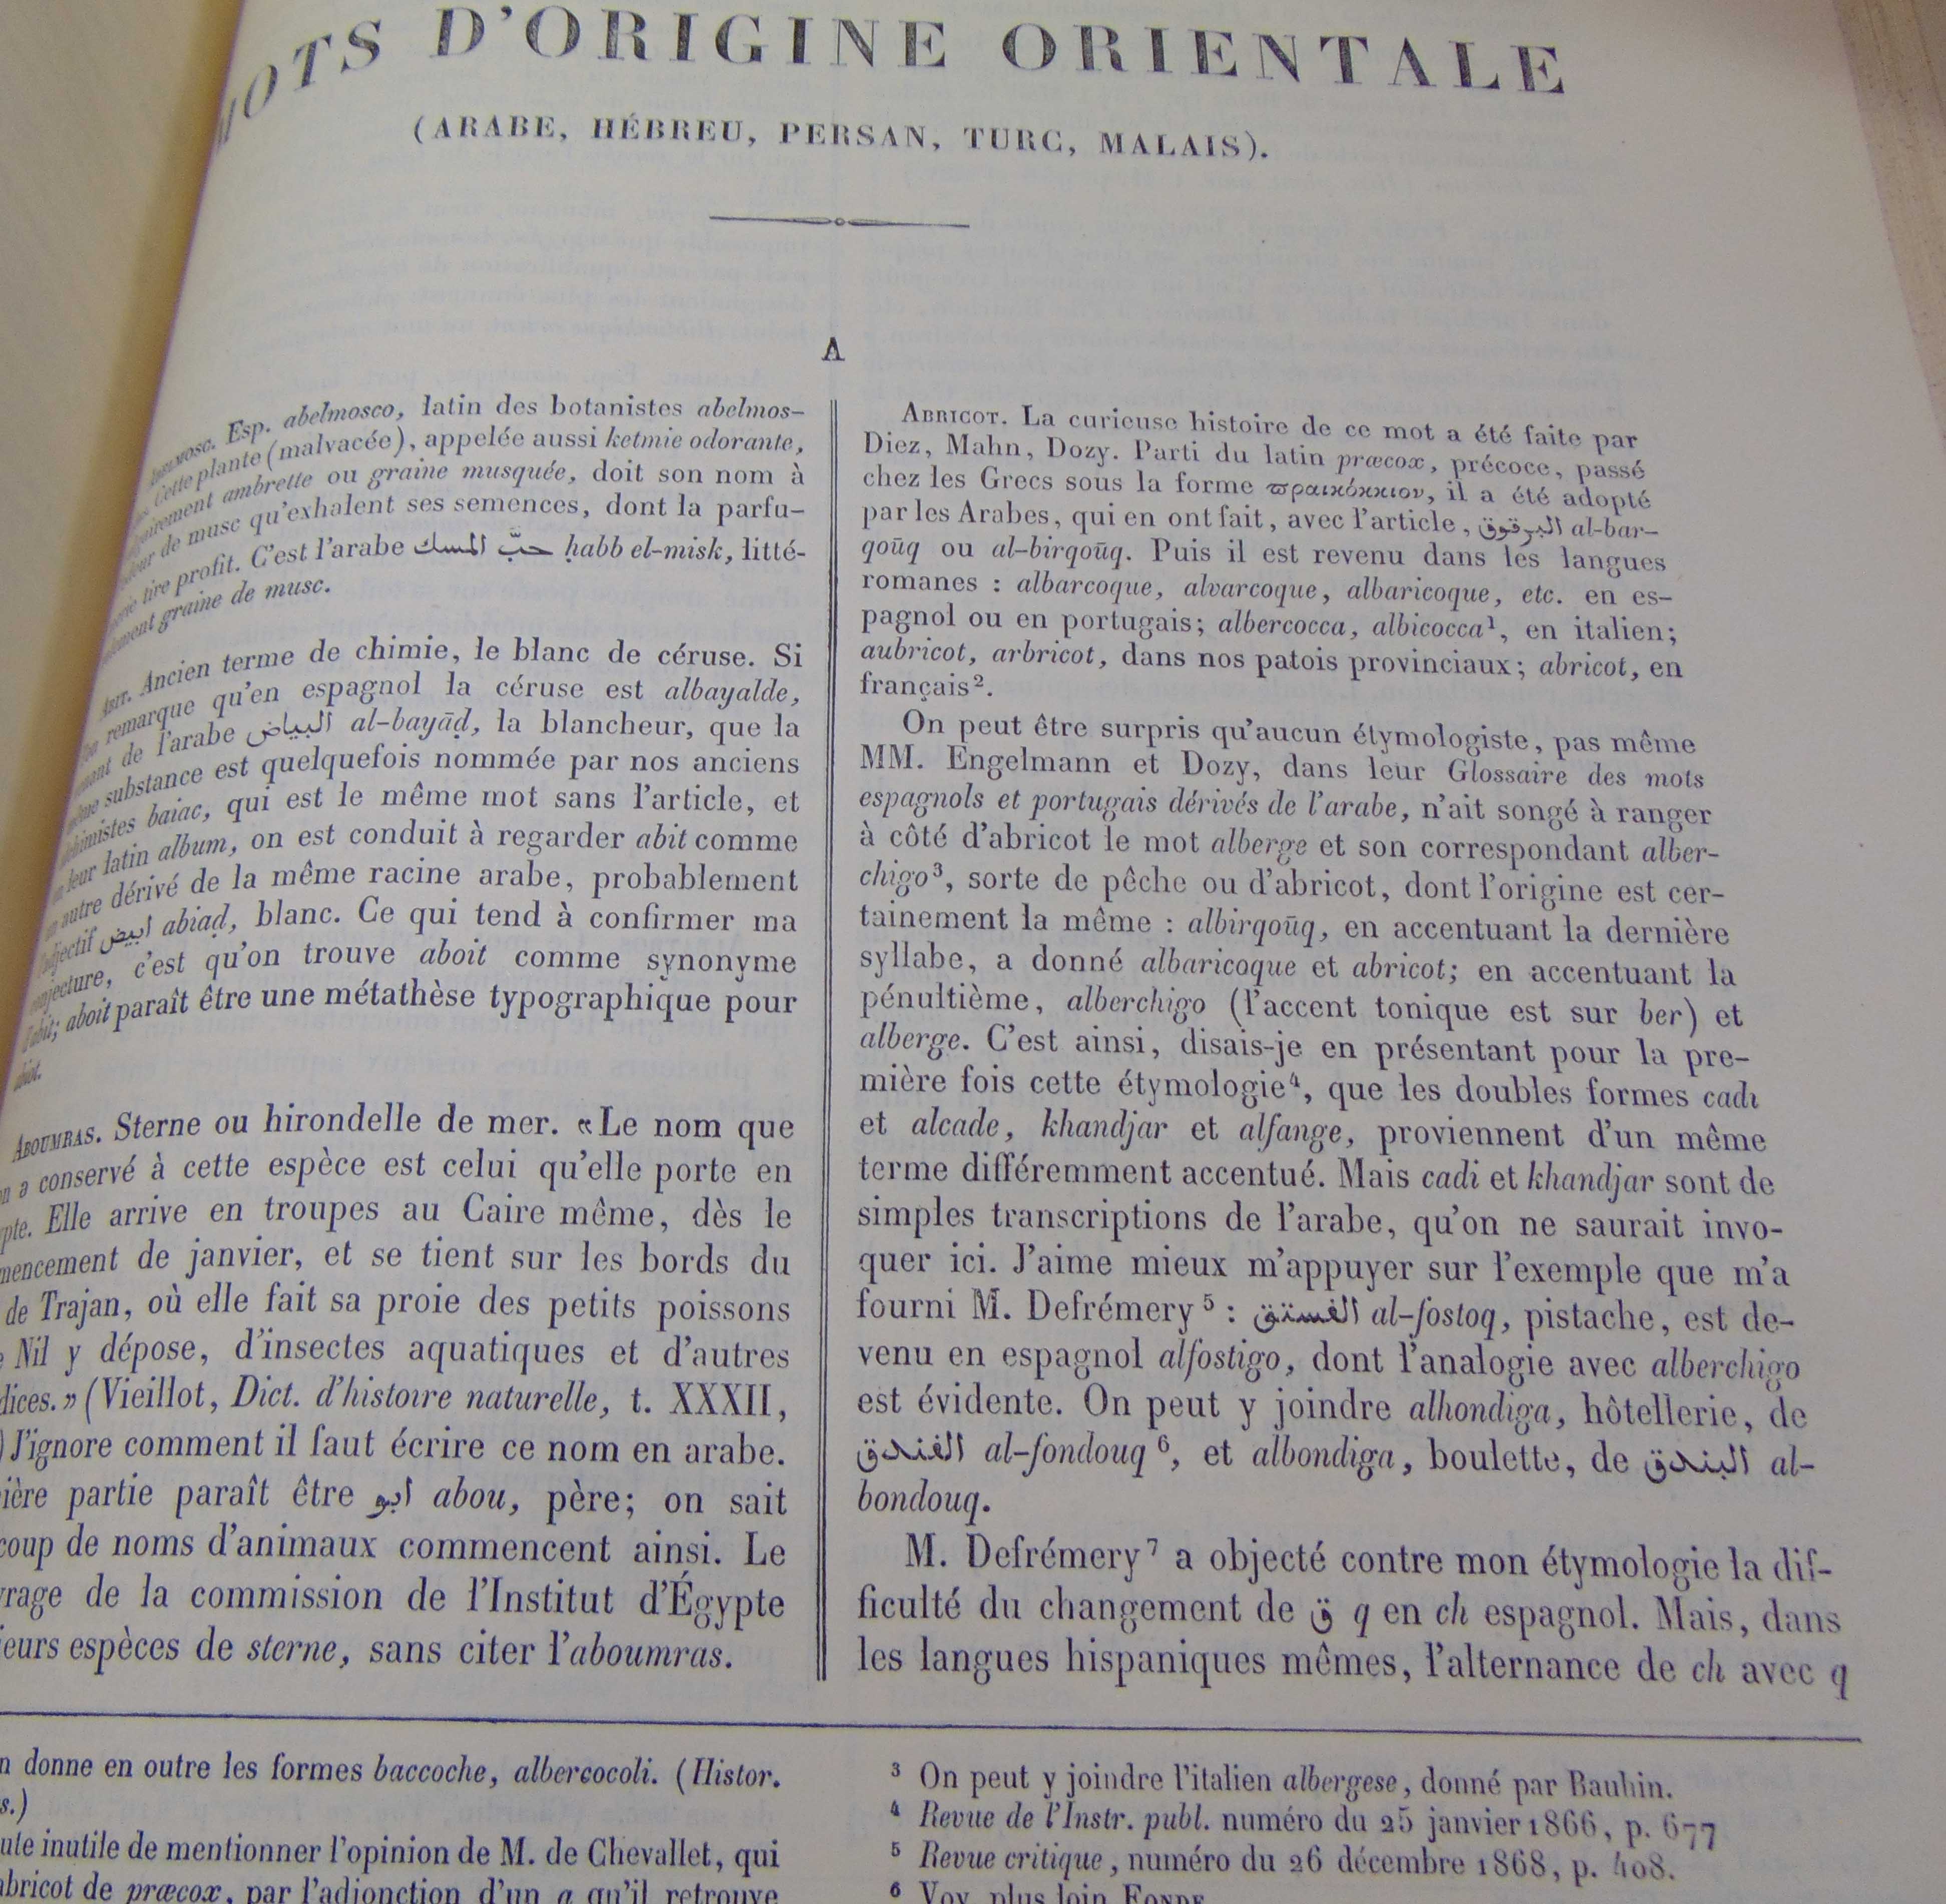 MOTS D'ORIGINE ORIENTALE
(ARABE, HÉBREU, PERSAN, TURC, MALAIS).
A
ABELMOSC. Esp. abelmosco, latin des botanistes abelmos-
Cette plante (malvacée), appelée aussi ketmie odorante,
ambrette ou graine musquée, doit son nom à
de musc qu'exhalent ses semences, dont la parfu-
tire profit. C'est l'arabe حبّ المسك ḥabb el-misk, litté-
graine de musc.
ABIT. Ancien terme de chimie, le blanc de céruse. Si
remarque qu'en espagnol la céruse est albayalde,
de l'arabe البياض al-bayāḍ, la blancheur, que la
substance est quelquefois nommée par nos anciens
baiac, qui est le même mot sans l'article, et
leur latin album, on est conduit à regarder abit comme
autre dérivé de la même racine arabe, probablement
ابيض abiaḍ, blanc. Ce qui tend à confirmer ma
c'est qu'on trouve aboit comme synonyme
d'abit; aboit paraît être une métathèse typographique pour
abiot.
ABOUMRAS. Sterne ou hirondelle de mer. «Le nom que
a conservé à cette espèce est celui qu'elle porte en
Elle arrive en troupes au Caire même, dès le
mencement de janvier, et se tient sur les bords du
de Trajan, où elle fait sa proie des petits poissons
Nil y dépose, d'insectes aquatiques et d'autres
dices.» (Vieillot, Dict. d'histoire naturelle, t. XXXII,
J'ignore comment il faut écrire ce nom en arabe.
ière partie paraît être ابو abou, père; on sait
coup de noms d'animaux commencent ainsi. Le
vrage de la commission de l'Institut d'Égypte
ieurs espèces de sterne, sans citer l'aboumras.
ABRICOT. La curieuse histoire de ce mot a été faite par
Diez, Mahn, Dozy. Parti du latin præcox, précoce, passé
chez les Grecs sous la forme ϖραικόκκιον, il a été adopté
par les Arabes, qui en ont fait, avec l'article, البرقوق al-bar-
qoūq ou al-birqoūq. Puis il est revenu dans les langues
romanes : albarcoque, alvarcoque, albaricoque, etc. en es-
pagnol ou en portugais; albercocca, albicocca¹, en italien;
aubricot, arbricot, dans nos patois provinciaux; abricot, en
français².
On peut être surpris qu'aucun étymologiste, pas même
MM. Engelmann et Dozy, dans leur Glossaire des mots
espagnols et portugais dérivés de l'arabe, n'ait songé à ranger
à côté d'abricot le mot alberge et son correspondant alber-
chigo³, sorte de pêche ou d'abricot, dont l'origine est cer-
tainement la même : albirqoūq, en accentuant la dernière
syllabe, a donné albaricoque et abricot; en accentuant la
pénultième, alberchigo (l'accent tonique est sur ber) et
alberge. C'est ainsi, disais-je en présentant pour la pre-
mière fois cette étymologie⁴, que les doubles formes cadi
et alcade, khandjar et alfange, proviennent d'un même
terme différemment accentué. Mais cadi et khandjar sont de
simples transcriptions de l'arabe, qu'on ne saurait invo-
quer ici. J'aime mieux m'appuyer sur l'exemple que m'a
fourni M. Defrémery⁵ : الفستق al-fostoq, pistache, est de-
venu en espagnol alfostigo, dont l'analogie avec alberchigo
est évidente. On peut y joindre alhondiga, hôtellerie, de
الفندق al-fondouq⁶, et albondiga, boulette, de البندق al-
bondouq.
M. Defrémery⁷ a objecté contre mon étymologie la dif-
ficulté du changement de ق q en ch espagnol. Mais, dans
les langues hispaniques mêmes, l'alternance de ch avec q
n donne en outre les formes baccoche, albercocoli. (Histor.
s.)
ute inutile de mentionner l'opinion de M. de Chevallet, qui
abricot de præcox, par l'adjonction d'un a qu'il retrouve
³ On peut y joindre l'italien albergese, donné par Bauhin.
⁴ Revue de l'Instr. publ. numéro du 25 janvier 1866, p. 677
⁵ Revue critique, numéro du 26 décembre 1868, p. 408.
⁶ Voy. plus loin FONDE